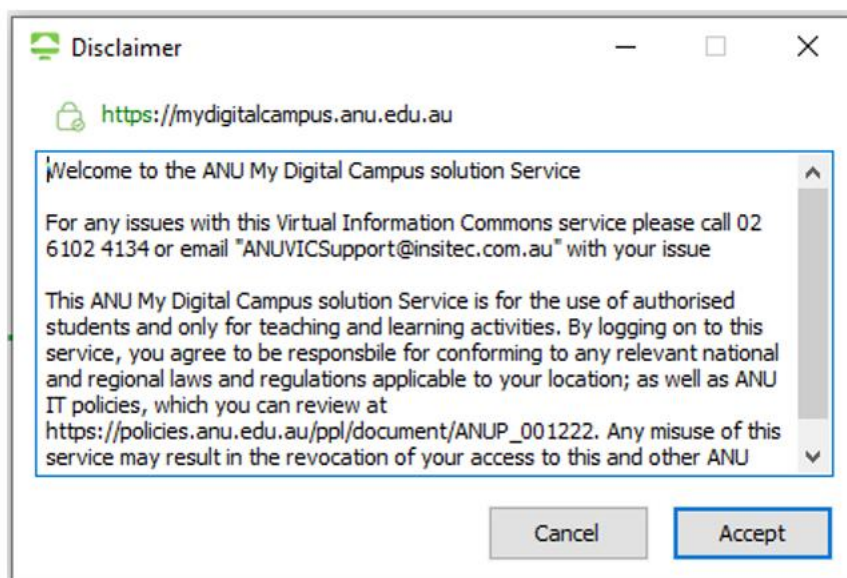 Disclaimer
https://mydigitalcampus.anu.edu.au
Welcome to the ANU My Digital Campus solution Service
For any issues with this Virtual Information Commons service please call 02
6102 4134 or email "ANUVICSupport@insitec.com.au" with your issue
This ANU My Digital Campus solution Service is for the use of authorised
students and only for teaching and learning activities. By logging on to this
service, you agree to be responsbile for conforming to any relevant national
and regional laws and regulations applicable to your location; as well as ANU
IT policies, which you can review at
https://policies.anu.edu.au/ppl/document/ANUP_001222. Any misuse of this
service may result in the revocation of your access to this and other ANU
Cancel Accept